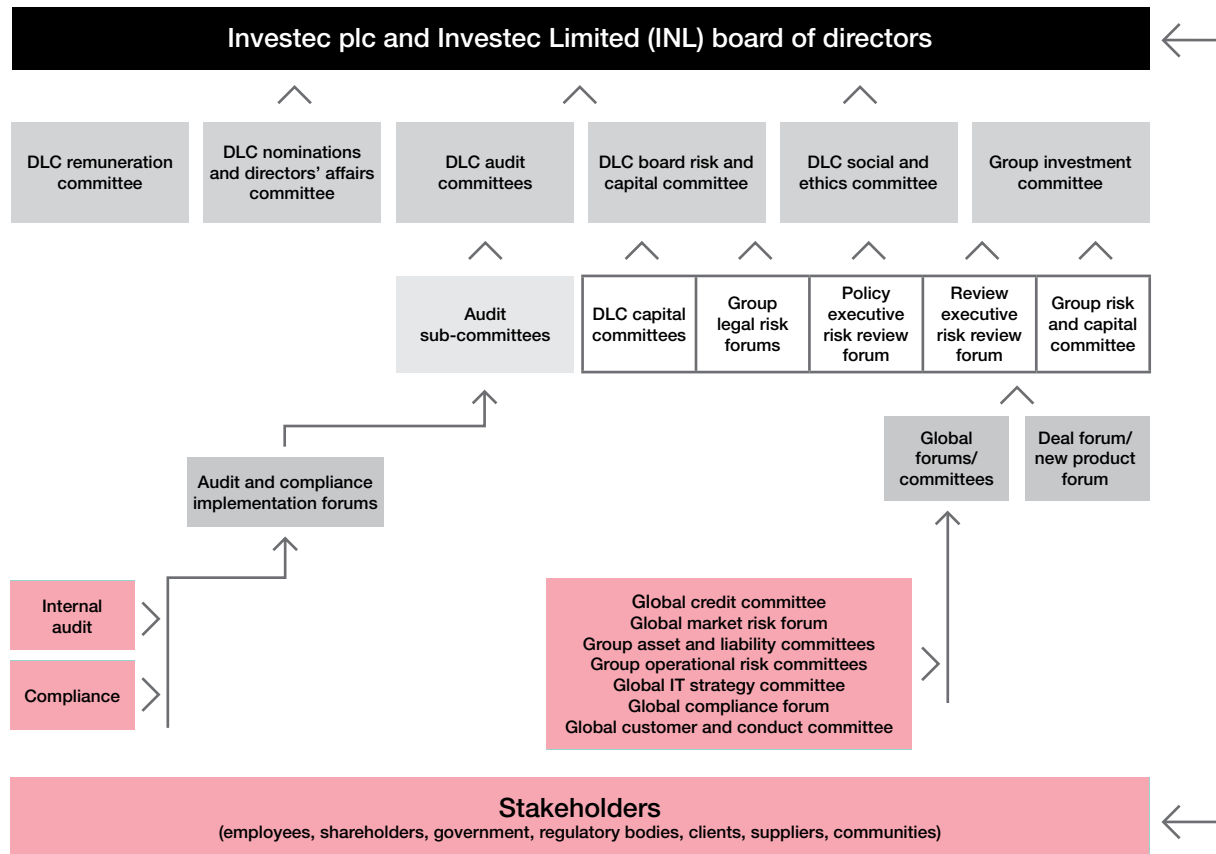 Investec plc and Investec Limited (INL) board of directors
DLC remuneration
committee
DLC nominations
and directors' affairs
committee
DLC audit
committees
DLC board risk and
capital committee
DLC social and
ethics committee
Group investment
committee
Audit
sub-committees
DLC capital
committees
Group
legal risk
forums
Policy
executive
risk review
forum
Review
executive
risk review
forum
Group risk
and capital
committee
Global
forums/
committees
Deal forum/
new product
forum
Audit and compliance
implementation forums
Internal
audit
Compliance
Global credit committee
Global market risk forum
Group asset and liability committees
Group operational risk committees
Global IT strategy committee
Global compliance forum
Global customer and conduct committee
Stakeholders
(employees, shareholders, government, regulatory bodies, clients, suppliers, communities)